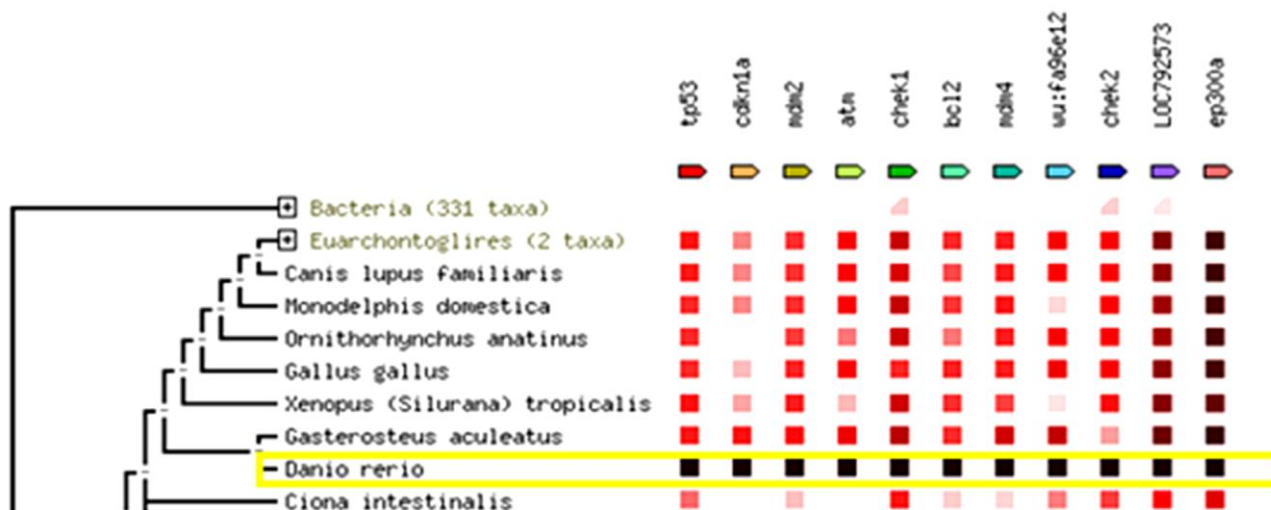 tp53
cdkn1a
mdm2
atm
chek1
bcl2
mdm4
wu:fa96e12
chek2
LOC792573
ep300a
Bacteria (331 taxa)
Euarchontoglires (2 taxa)
Canis lupus familiaris
Monodelphis domestica
Ornithorhynchus anatinus
Gallus gallus
Xenopus (Silurana) tropicalis
Gasterosteus aculeatus
Danio rerio
Ciona intestinalis